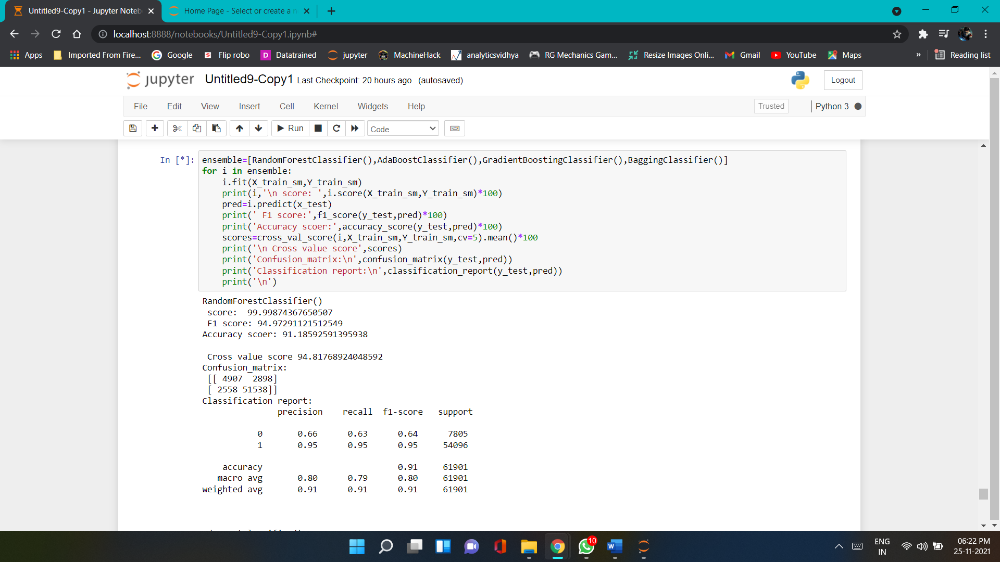 Untitled9-Copy1 - Jupyter Noteb
Home Page - Select or create a n
localhost:8888/notebooks/Untitled9-Copy1.ipynb#
Apps Imported From Fire... Google Flip robo Datatrained jupyter MachineHack analyticsvidhya RG Mechanics Gam... Resize Images Onli... Gmail YouTube Maps » Reading list
jupyter Untitled9-Copy1 Last Checkpoint: 20 hours ago (autosaved) Logout
File Edit View Insert Cell Kernel Widgets Help Trusted Python 3
Run Code
In [*]: ensemble=[RandomForestClassifier(),AdaBoostClassifier(),GradientBoostingClassifier(),BaggingClassifier()]
for i in ensemble:
    i.fit(X_train_sm,Y_train_sm)
    print(i,'\n score: ',i.score(X_train_sm,Y_train_sm)*100)
    pred=i.predict(x_test)
    print(' F1 score:',f1_score(y_test,pred)*100)
    print('Accuracy scoer:',accuracy_score(y_test,pred)*100)
    scores=cross_val_score(i,X_train_sm,Y_train_sm,cv=5).mean()*100
    print('\n Cross value score',scores)
    print('Confusion_matrix:\n',confusion_matrix(y_test,pred))
    print('Classification report:\n',classification_report(y_test,pred))
    print('\n')
RandomForestClassifier()
 score:  99.99874367650507
 F1 score: 94.97291121512549
Accuracy scoer: 91.18592591395938
 Cross value score 94.81768924048592
Confusion_matrix:
 [[ 4907  2898]
 [ 2558 51538]]
Classification report:
               precision    recall  f1-score   support
           0       0.66      0.63      0.64      7805
           1       0.95      0.95      0.95     54096
    accuracy                           0.91     61901
   macro avg       0.80      0.79      0.80     61901
weighted avg       0.91      0.91      0.91     61901
10
ENG
IN
06:22 PM
25-11-2021